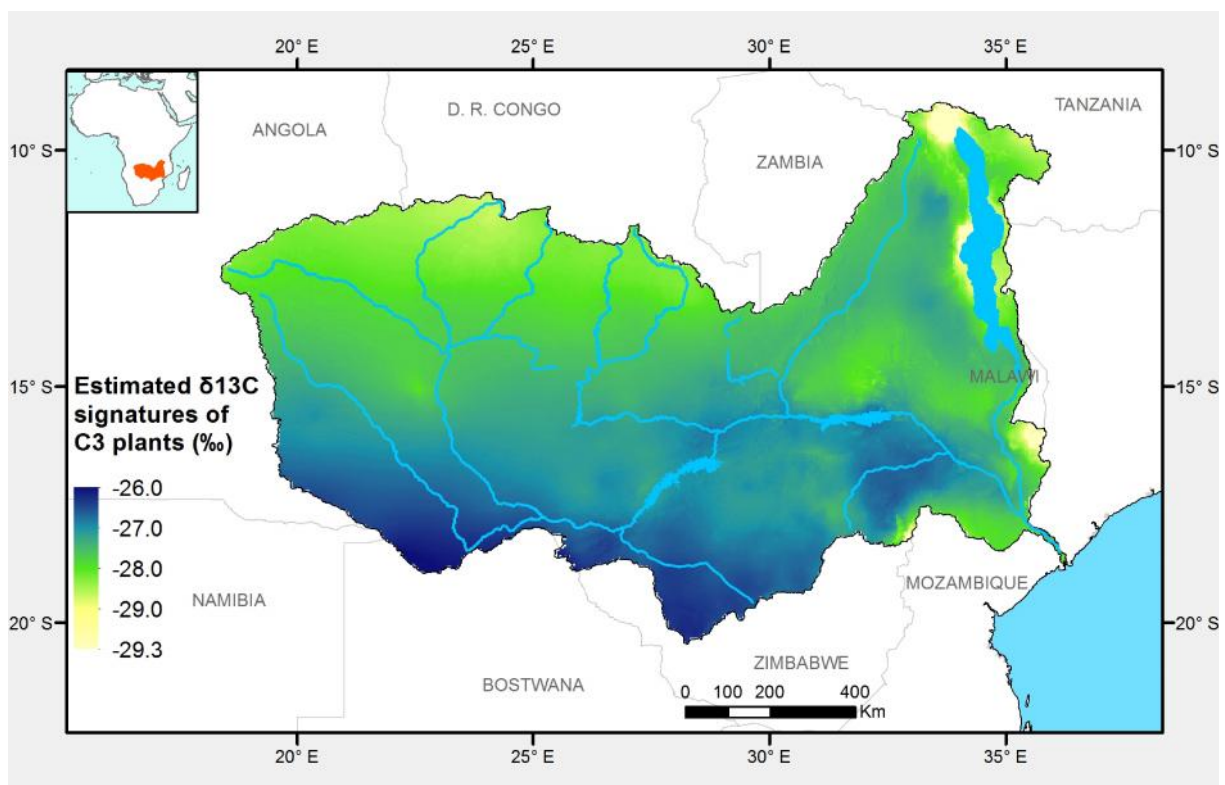 20° E 25° E 30° E 35° E
TANZANIA
D. R. CONGO
ANGOLA
ZAMBIA
10° S 10° S
15° S 15° S
MALAWI
Estimated δ13C
signatures of
C3 plants (‰)
-26.0
-27.0
-28.0
-29.0
-29.3
MOZAMBIQUE
NAMIBIA
20° S 20° S
ZIMBABWE
BOSTWANA
0 100 200 400
Km
20° E 25° E 30° E 35° E